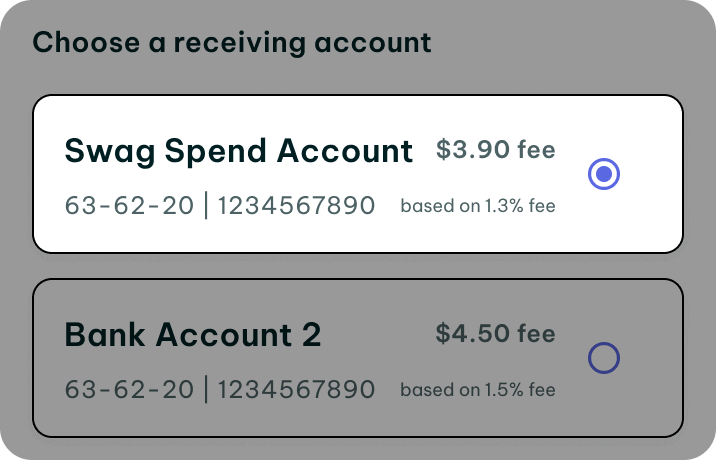 Choose a receiving account
Swag Spend Account $3.90 fee
63-62-20 | 1234567890 based on 1.3% fee
Bank Account 2 $4.50 fee
63-62-20 | 1234567890 based on 1.5% fee